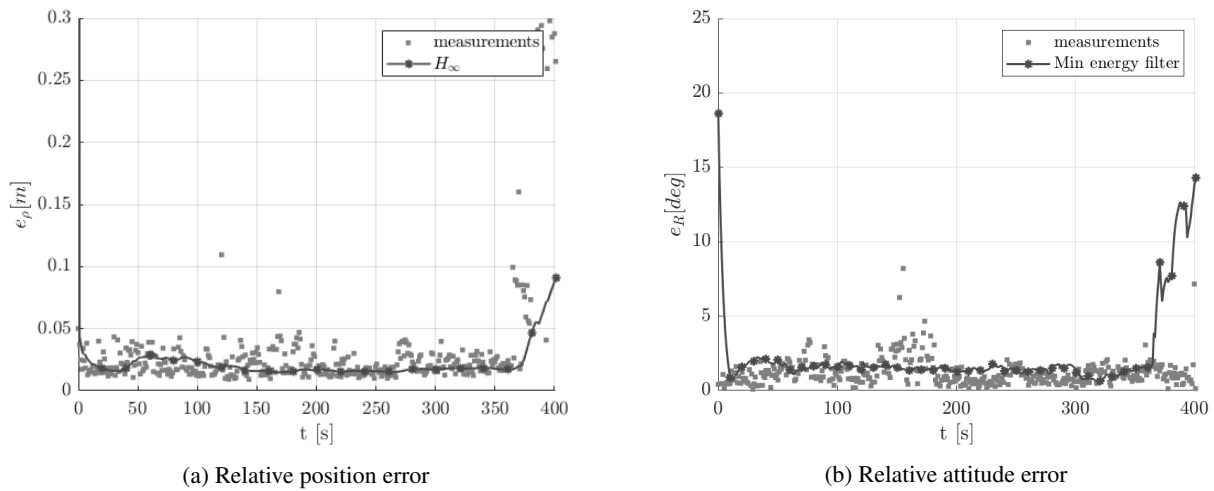 0.3
0.25
0.2
0.15
0.1
0.05
0
e_ρ[m]
measurements
H_∞
0 50 100 150 200 250 300 350 400
t [s]
(a) Relative position error
25
20
15
10
5
0
e_R[deg]
measurements
Min energy filter
0 100 200 300 400
t [s]
(b) Relative attitude error